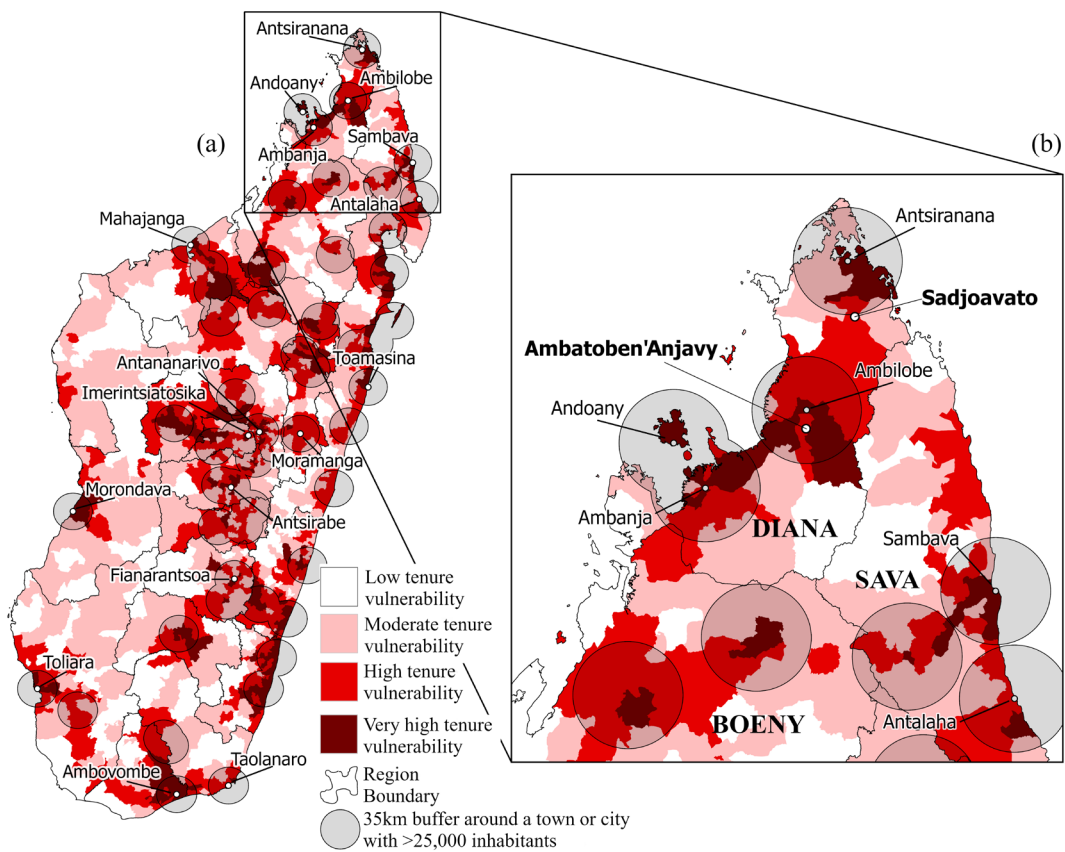 (a)
Antsiranana
Andoany
Ambilobe
Ambanja
Sambava
Antalaha
Mahajanga
Antananarivo
Toamasina
Imerintsiatosika
Moramanga
Morondava
Antsirabe
Fianarantsoa
Toliara
Ambovombe
Taolanaro
Low tenure
vulnerability
Moderate tenure
vulnerability
High tenure
vulnerability
Very high tenure
vulnerability
Region
Boundary
35km buffer around a town or city
with >25,000 inhabitants
(b)
Antsiranana
Sadjoavato
Ambatoben'Anjavy
Ambilobe
Andoany
Ambanja
DIANA
Sambava
SAVA
Antalaha
BOENY